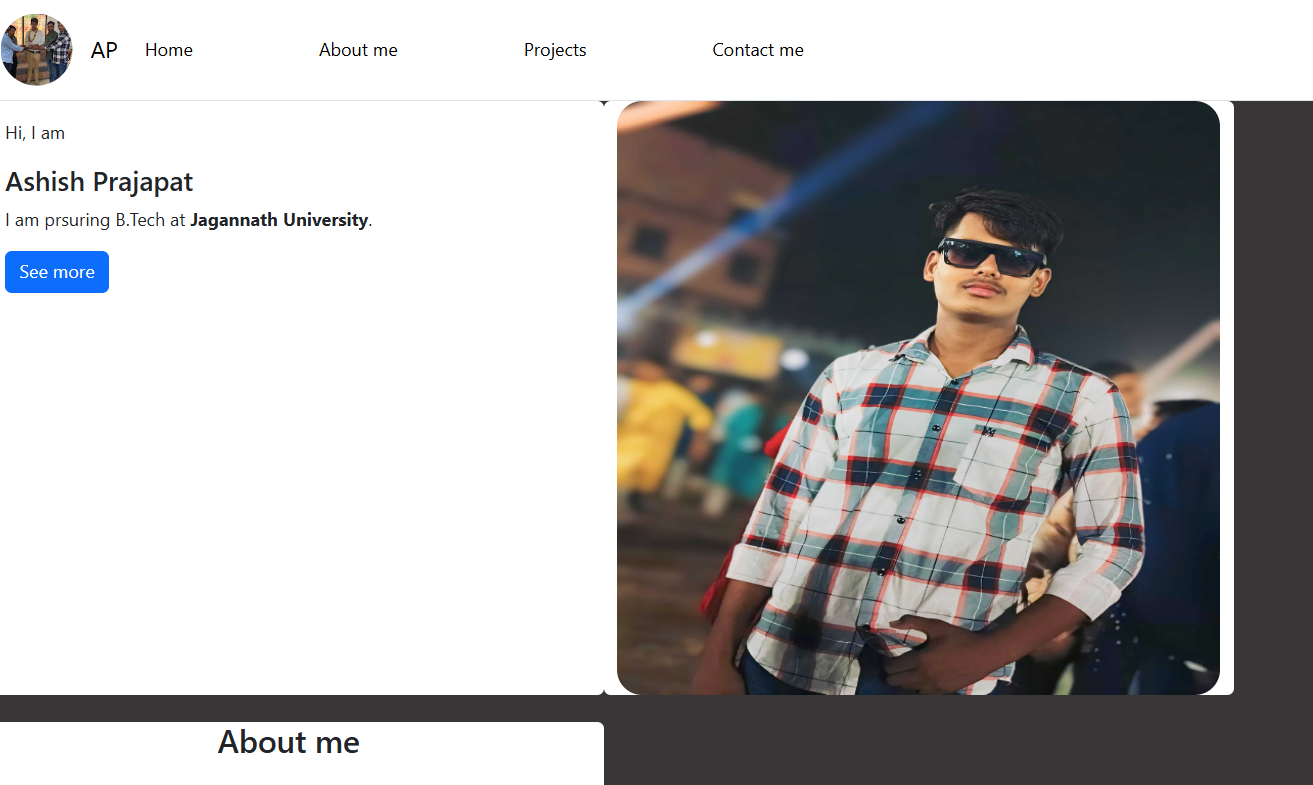 AP Home About me Projects Contact me
Hi, I am
Ashish Prajapat
I am prsuring B.Tech at Jagannath University.
See more
About me